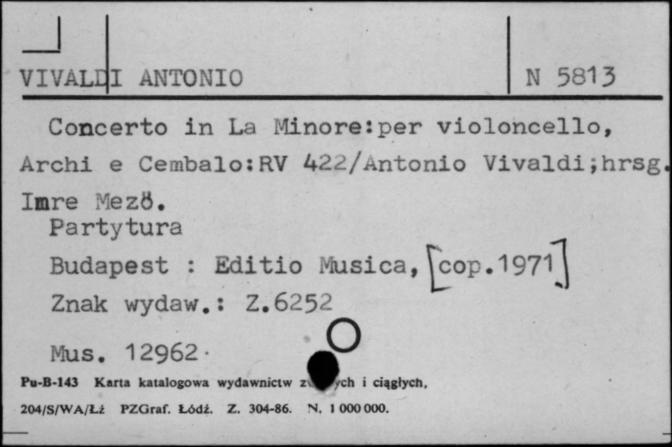 VIVALDI ANTONIO
N 5813
Concerto in La Minore:per violoncello,
Archi e Cembalo:RV 422/Antonio Vivaldi;hrsg.
Imre Mezö.
Partytura
Budapest : Editio Musica,[cop.1971]
Znak wydaw.: Z.6252
Mus. 12962.
Pu-B-143 Karta katalogowa wydawnictw i ciągłych,
204/S/WA/Łż PZGraf. Łódź. Z. 304-86. N. 1 000 000.